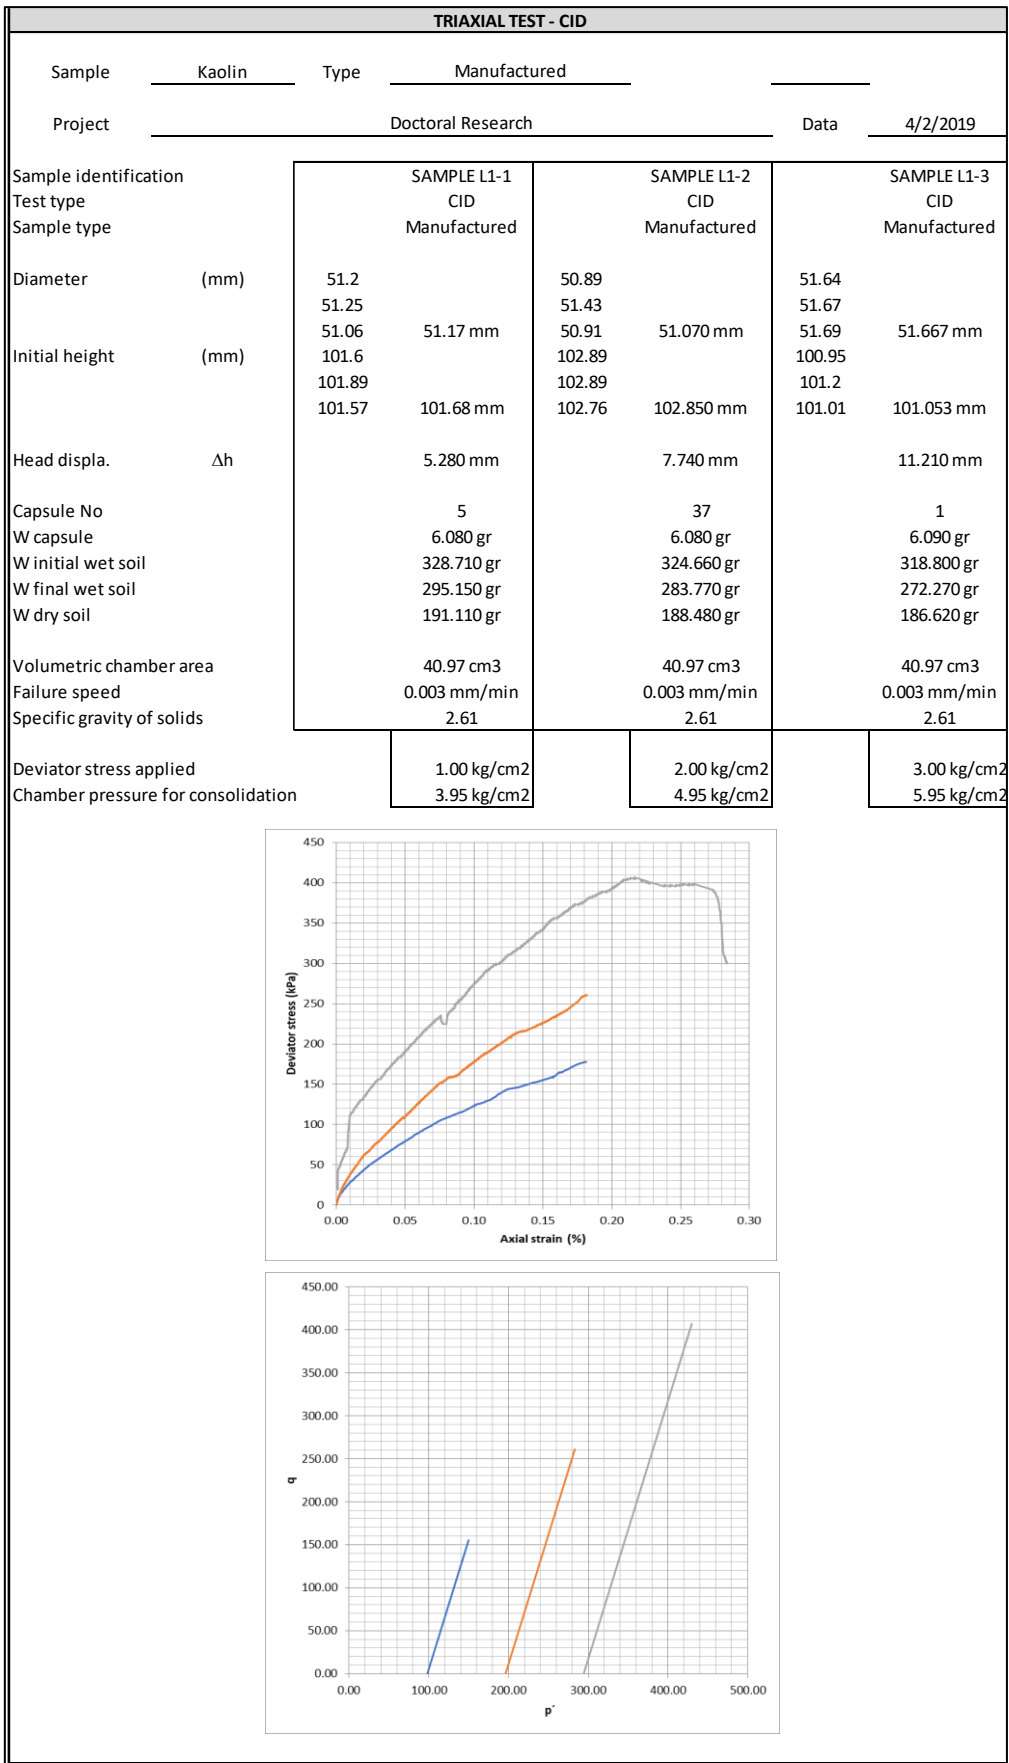 TRIAXIAL TEST - CID
Sample Kaolin Type Manufactured
Project Doctoral Research Data 4/2/2019
Sample identification SAMPLE L1-1 SAMPLE L1-2 SAMPLE L1-3
Test type CID CID CID
Sample type Manufactured Manufactured Manufactured
Diameter (mm) 51.2 50.89 51.64
51.25 51.43 51.67
51.06 51.17 mm 50.91 51.070 mm 51.69 51.667 mm
Initial height (mm) 101.6 102.89 100.95
101.89 102.89 101.2
101.57 101.68 mm 102.76 102.850 mm 101.01 101.053 mm
Head displa. Δh 5.280 mm 7.740 mm 11.210 mm
Capsule No 5 37 1
W capsule 6.080 gr 6.080 gr 6.090 gr
W initial wet soil 328.710 gr 324.660 gr 318.800 gr
W final wet soil 295.150 gr 283.770 gr 272.270 gr
W dry soil 191.110 gr 188.480 gr 186.620 gr
Volumetric chamber area 40.97 cm3 40.97 cm3 40.97 cm3
Failure speed 0.003 mm/min 0.003 mm/min 0.003 mm/min
Specific gravity of solids 2.61 2.61 2.61
Deviator stress applied 1.00 kg/cm2 2.00 kg/cm2 3.00 kg/cm2
Chamber pressure for consolidation 3.95 kg/cm2 4.95 kg/cm2 5.95 kg/cm2
450
400
350
300
250
200
150
100
50
0
Deviator stress (kPa)
0.00 0.05 0.10 0.15 0.20 0.25 0.30
Axial strain (%)
450.00
400.00
350.00
300.00
250.00
200.00
150.00
100.00
50.00
0.00
q
0.00 100.00 200.00 300.00 400.00 500.00
p´